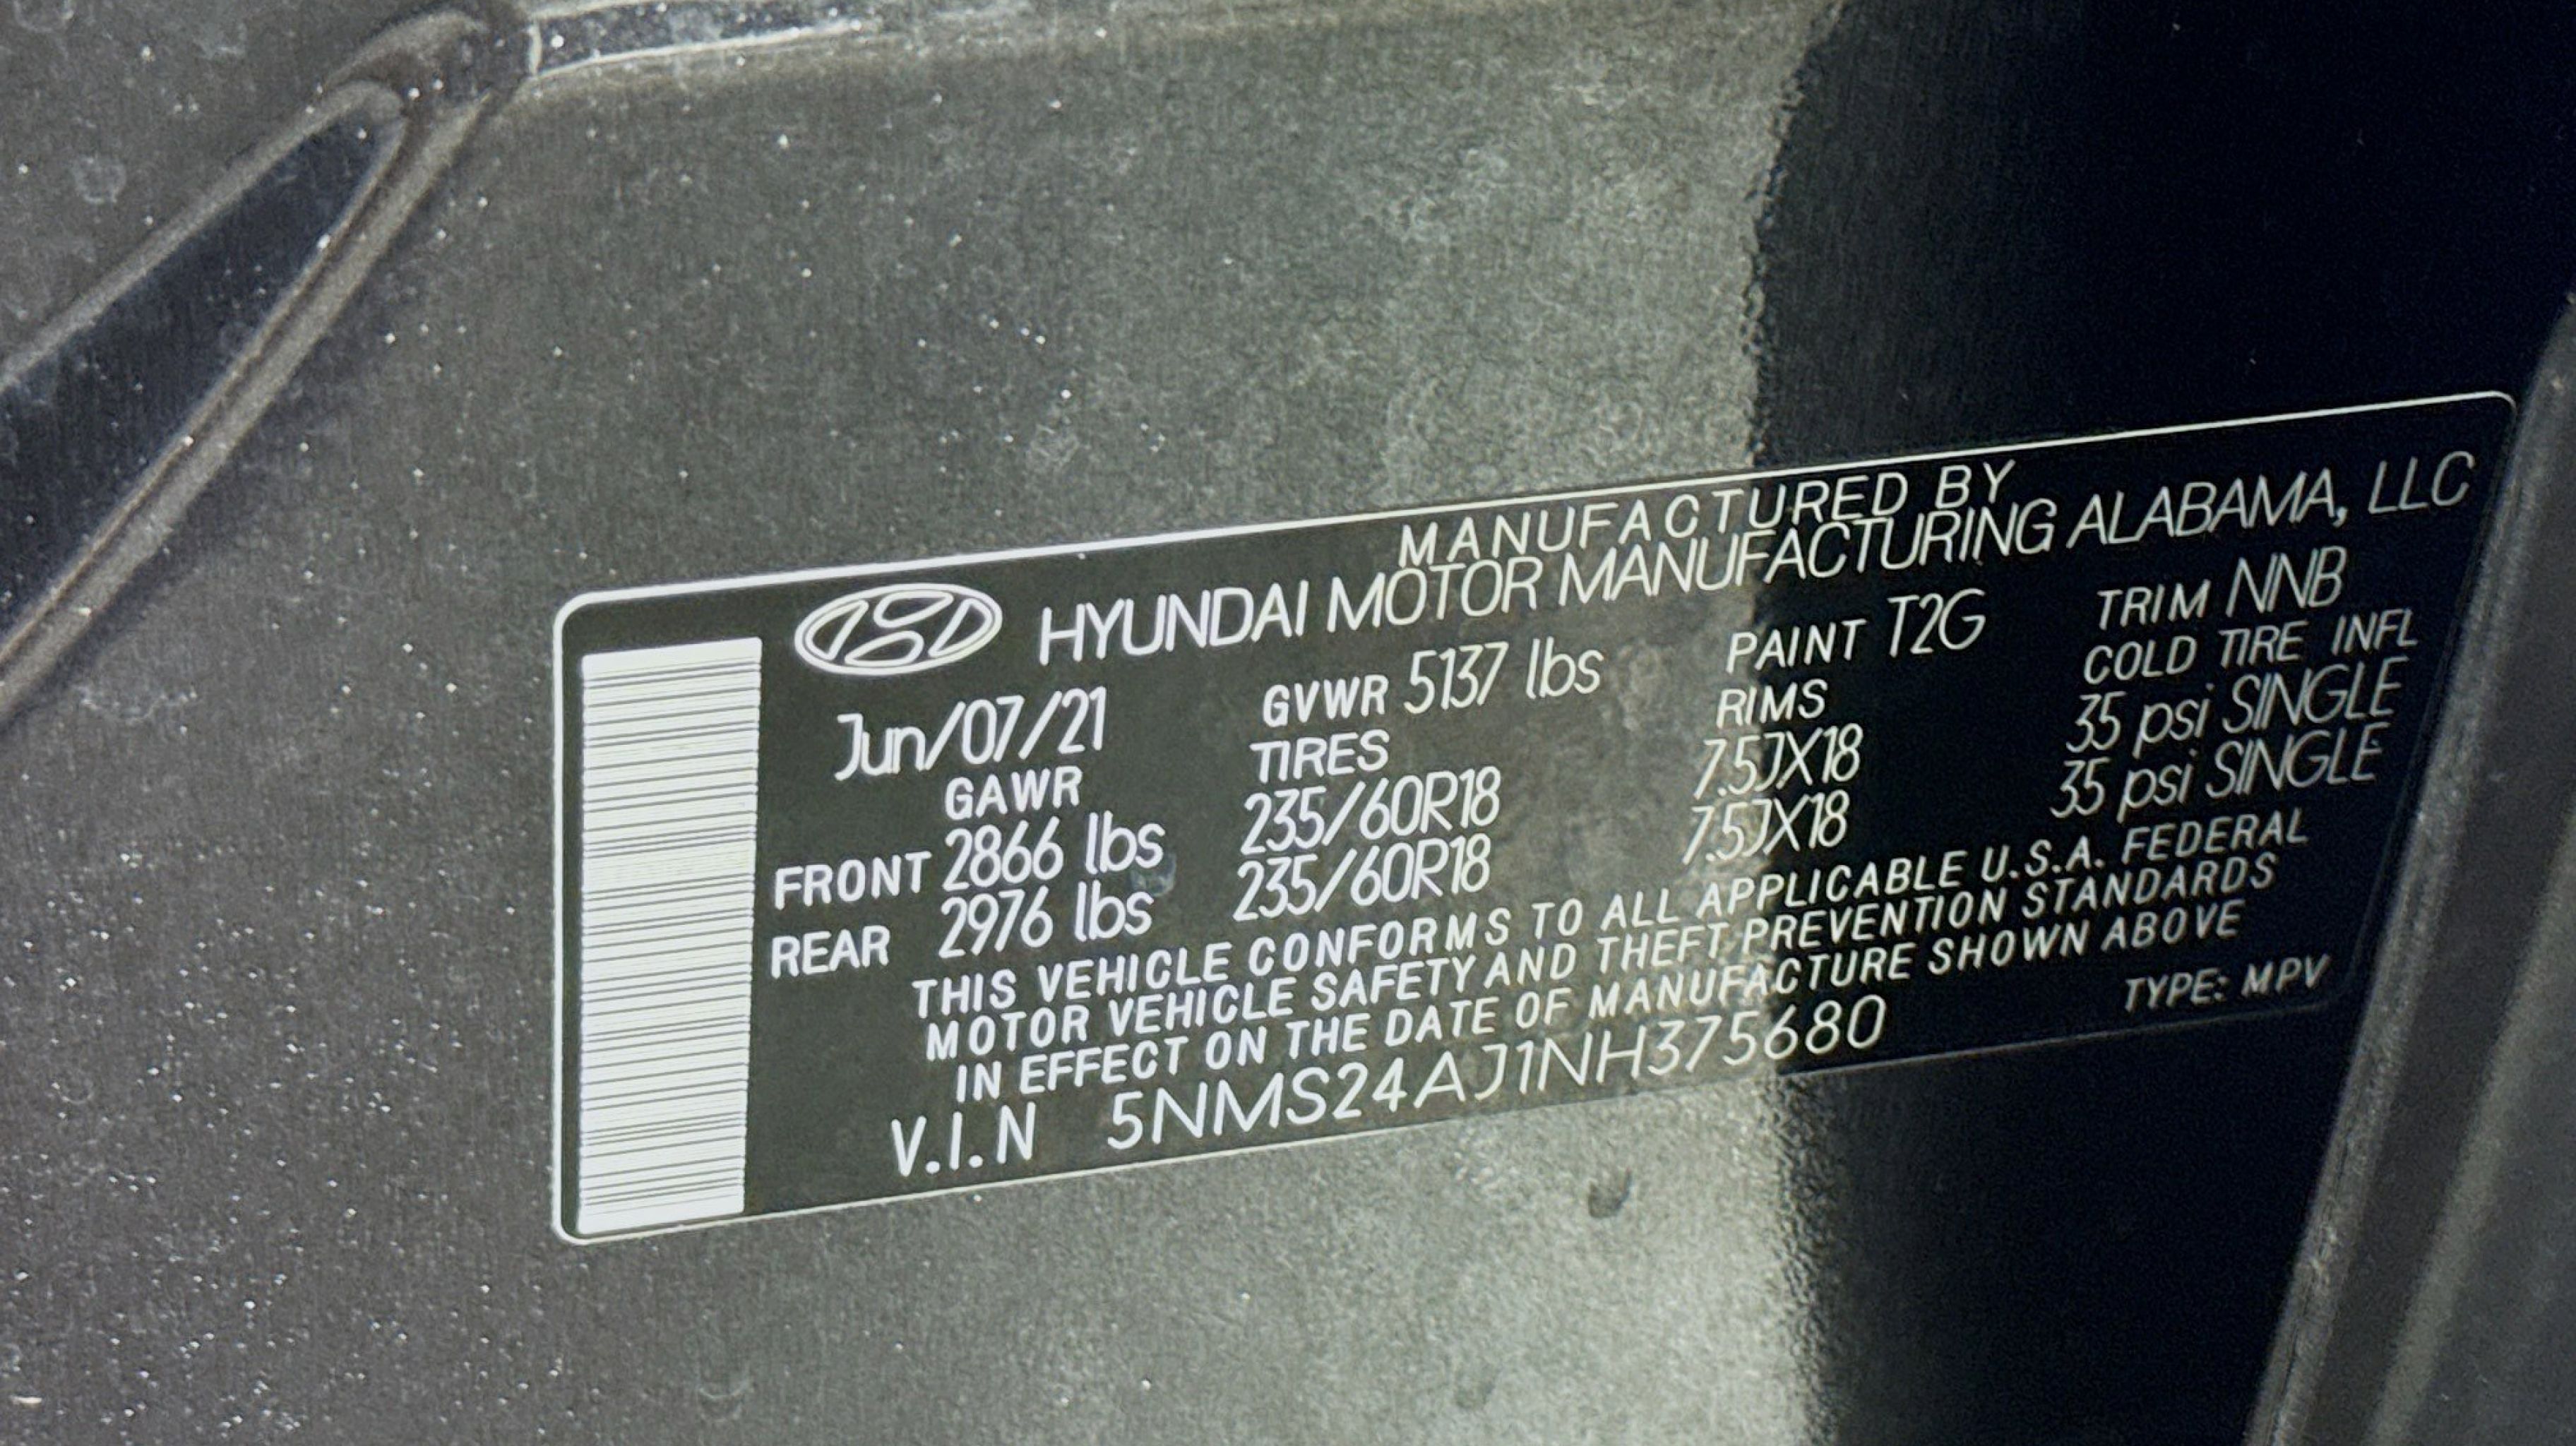 MANUFACTURED BY
HYUNDAI MOTOR MANUFACTURING ALABAMA, LLC
Jun/07/21 GVWR 5137 lbs PAINT T2G TRIM NNB
GAWR TIRES RIMS COLD TIRE INFL
FRONT 2866 lbs 235/60R18 7.5JX18 35 psi SINGLE
REAR 2976 lbs 235/60R18 7.5JX18 35 psi SINGLE
THIS VEHICLE CONFORMS TO ALL APPLICABLE U.S.A. FEDERAL
MOTOR VEHICLE SAFETY AND THEFT PREVENTION STANDARDS
IN EFFECT ON THE DATE OF MANUFACTURE SHOWN ABOVE
V.I.N 5NMS24AJ1NH375680 TYPE: MPV